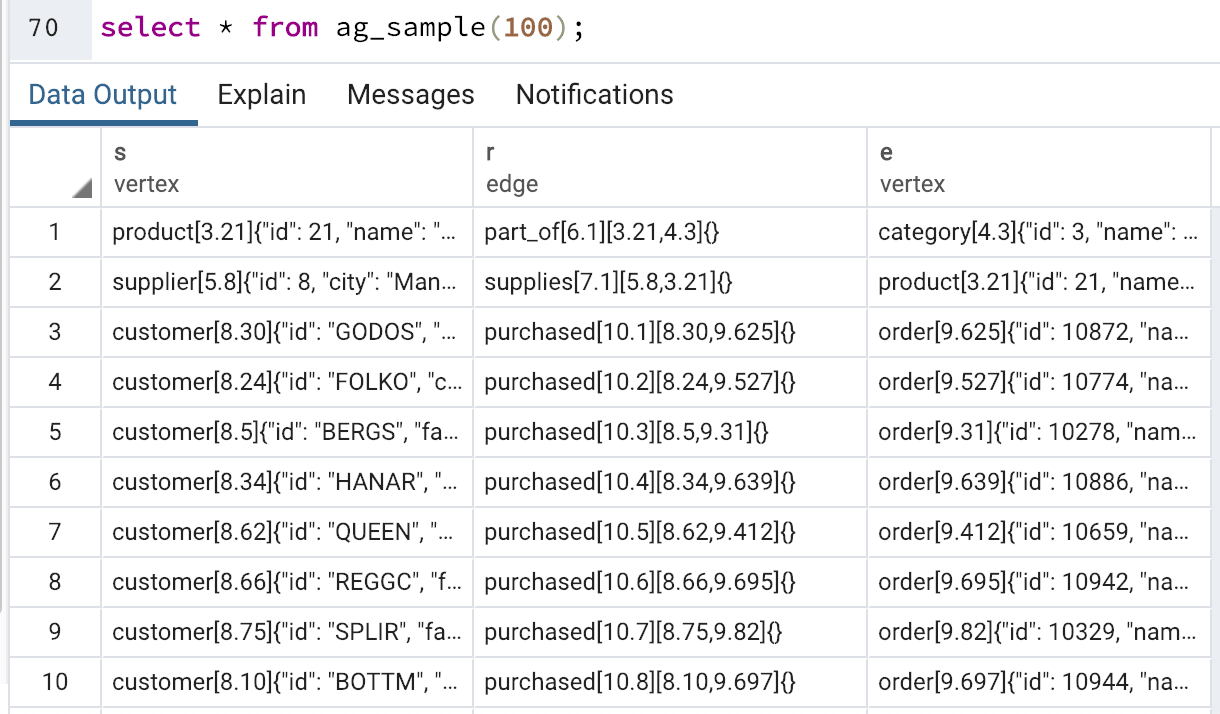 70 select * from ag_sample(100);
Data Output Explain Messages Notifications
s r e
vertex edge vertex
1 product[3.21]{"id": 21, "name": "... part_of[6.1][3.21,4.3]{} category[4.3]{"id": 3, "name": ...
2 supplier[5.8]{"id": 8, "city": "Man... supplies[7.1][5.8,3.21]{} product[3.21]{"id": 21, "name...
3 customer[8.30]{"id": "GODOS", "... purchased[10.1][8.30,9.625]{} order[9.625]{"id": 10872, "na...
4 customer[8.24]{"id": "FOLKO", "c... purchased[10.2][8.24,9.527]{} order[9.527]{"id": 10774, "na...
5 customer[8.5]{"id": "BERGS", "fa... purchased[10.3][8.5,9.31]{} order[9.31]{"id": 10278, "nam...
6 customer[8.34]{"id": "HANAR", "... purchased[10.4][8.34,9.639]{} order[9.639]{"id": 10886, "na...
7 customer[8.62]{"id": "QUEEN", "... purchased[10.5][8.62,9.412]{} order[9.412]{"id": 10659, "na...
8 customer[8.66]{"id": "REGGC", "f... purchased[10.6][8.66,9.695]{} order[9.695]{"id": 10942, "na...
9 customer[8.75]{"id": "SPLIR", "fa... purchased[10.7][8.75,9.82]{} order[9.82]{"id": 10329, "nam...
10 customer[8.10]{"id": "BOTTM", "... purchased[10.8][8.10,9.697]{} order[9.697]{"id": 10944, "na...